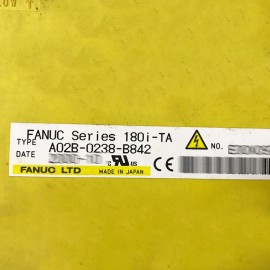 FANUC Series 180i-TA
TYPE A02B-0238-B842
DATE NO.
FANUC LTD MADE IN JAPAN